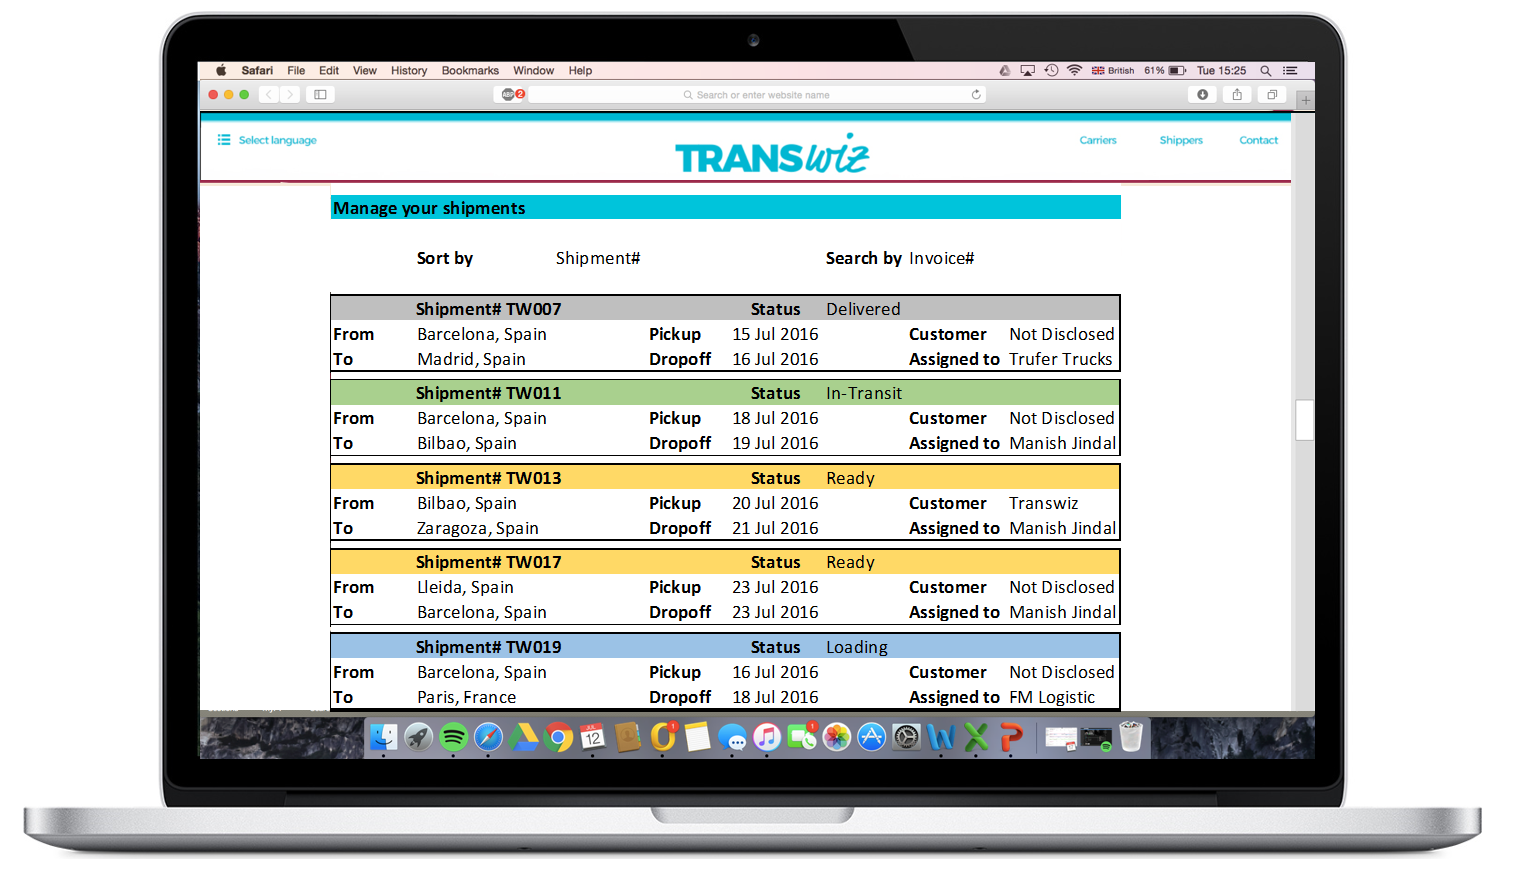 Safari File Edit View History Bookmarks Window Help British 61% Tue 15:25
ABP 2 Search or enter website name
Select language TRANSwiz Carriers Shippers Contact
Manage your shipments
Sort by Shipment# Search by Invoice#
Shipment# TW007 Status Delivered
From Barcelona, Spain Pickup 15 Jul 2016 Customer Not Disclosed
To Madrid, Spain Dropoff 16 Jul 2016 Assigned to Trufer Trucks
Shipment# TW011 Status In-Transit
From Barcelona, Spain Pickup 18 Jul 2016 Customer Not Disclosed
To Bilbao, Spain Dropoff 19 Jul 2016 Assigned to Manish Jindal
Shipment# TW013 Status Ready
From Bilbao, Spain Pickup 20 Jul 2016 Customer Transwiz
To Zaragoza, Spain Dropoff 21 Jul 2016 Assigned to Manish Jindal
Shipment# TW017 Status Ready
From Lleida, Spain Pickup 23 Jul 2016 Customer Not Disclosed
To Barcelona, Spain Dropoff 23 Jul 2016 Assigned to Manish Jindal
Shipment# TW019 Status Loading
From Barcelona, Spain Pickup 16 Jul 2016 Customer Not Disclosed
To Paris, France Dropoff 18 Jul 2016 Assigned to FM Logistic
JUL 12 1 1 W X P